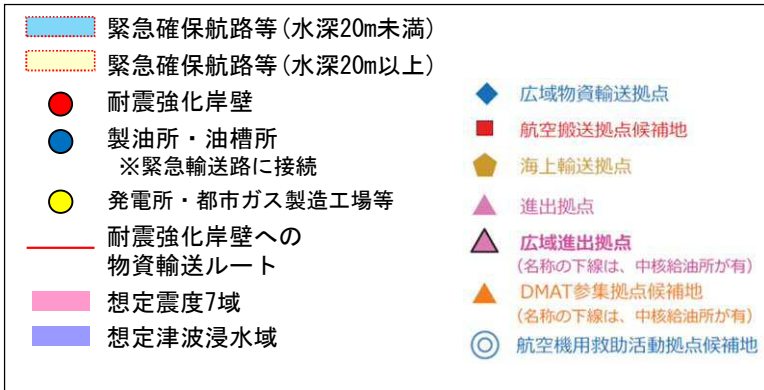 緊急確保航路等(水深20m未満)
緊急確保航路等(水深20m以上)
耐震強化岸壁
製油所・油槽所
※緊急輸送路に接続
発電所・都市ガス製造工場等
耐震強化岸壁への
物資輸送ルート
想定震度7域
想定津波浸水域
広域物資輸送拠点
航空搬送拠点候補地
海上輸送拠点
進出拠点
広域進出拠点
(名称の下線は、中核給油所が有)
DMAT参集拠点候補地
(名称の下線は、中核給油所が有)
航空機用救助活動拠点候補地